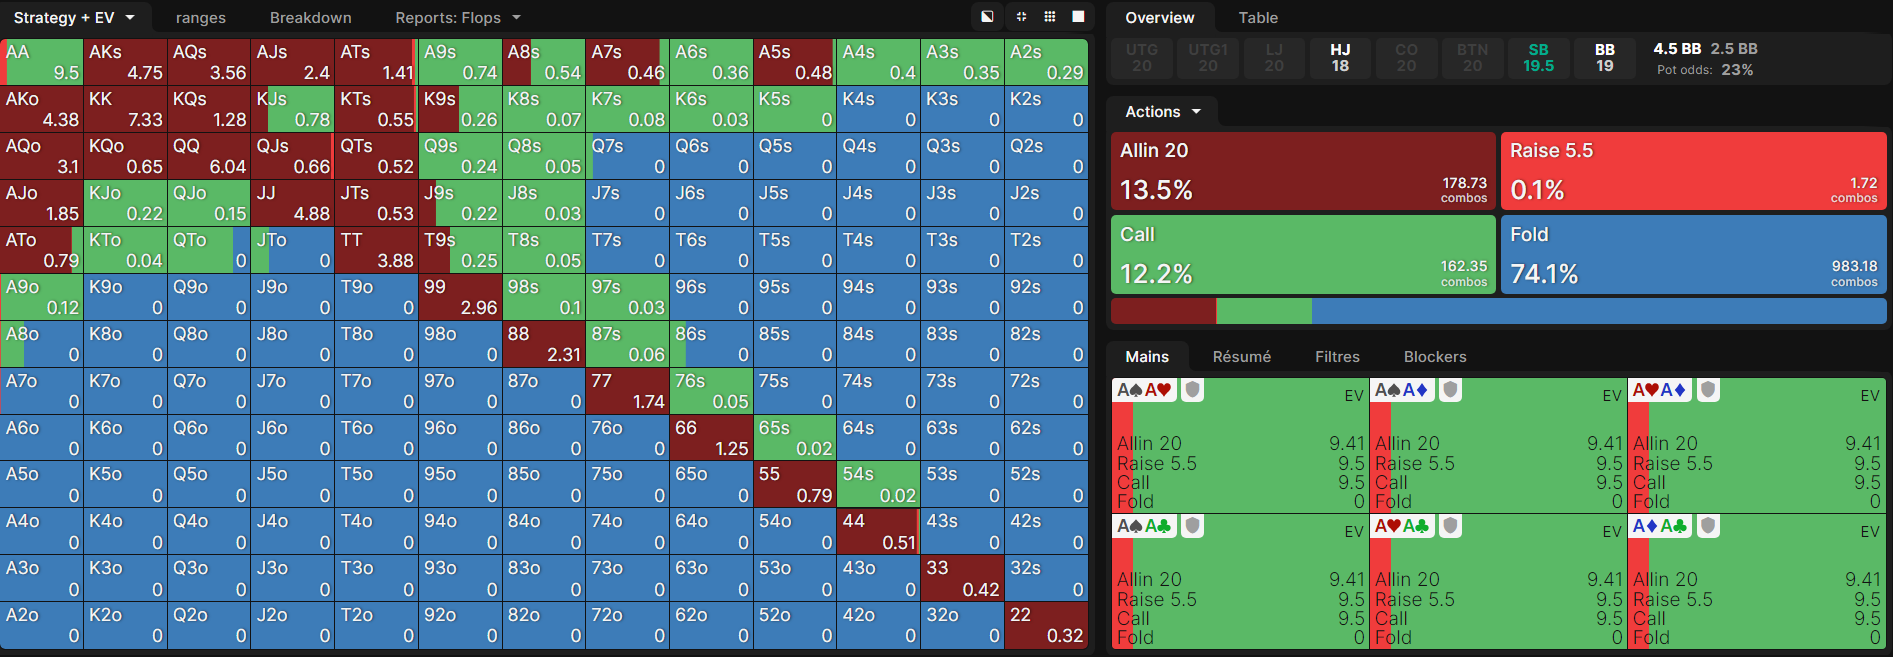 Strategy + EV ranges Breakdown Reports: Flops
AA AKs AQs AJs ATs A9s A8s A7s A6s A5s A4s A3s A2s
9.5 4.75 3.56 2.4 1.41 0.74 0.54 0.46 0.36 0.48 0.4 0.35 0.29
AKo KK KQs KJs KTs K9s K8s K7s K6s K5s K4s K3s K2s
4.38 7.33 1.28 0.78 0.55 0.26 0.07 0.08 0.03 0 0 0 0
AQo KQo QQ QJs QTs Q9s Q8s Q7s Q6s Q5s Q4s Q3s Q2s
3.1 0.65 6.04 0.66 0.52 0.24 0.05 0 0 0 0 0 0
AJo KJo QJo JJ JTs J9s J8s J7s J6s J5s J4s J3s J2s
1.85 0.22 0.15 4.88 0.53 0.22 0.03 0 0 0 0 0 0
ATo KTo QTo JTo TT T9s T8s T7s T6s T5s T4s T3s T2s
0.79 0.04 0 0 3.88 0.25 0.05 0 0 0 0 0 0
A9o K9o Q9o J9o T9o 99 98s 97s 96s 95s 94s 93s 92s
0.12 0 0 0 0 2.96 0.1 0.03 0 0 0 0 0
A8o K8o Q8o J8o T8o 98o 88 87s 86s 85s 84s 83s 82s
0 0 0 0 0 0 2.31 0.06 0 0 0 0 0
A7o K7o Q7o J7o T7o 97o 87o 77 76s 75s 74s 73s 72s
0 0 0 0 0 0 0 1.74 0.05 0 0 0 0
A6o K6o Q6o J6o T6o 96o 86o 76o 66 65s 64s 63s 62s
0 0 0 0 0 0 0 0 1.25 0.02 0 0 0
A5o K5o Q5o J5o T5o 95o 85o 75o 65o 55 54s 53s 52s
0 0 0 0 0 0 0 0 0 0.79 0.02 0 0
A4o K4o Q4o J4o T4o 94o 84o 74o 64o 54o 44 43s 42s
0 0 0 0 0 0 0 0 0 0 0.51 0 0
A3o K3o Q3o J3o T3o 93o 83o 73o 63o 53o 43o 33 32s
0 0 0 0 0 0 0 0 0 0 0 0.42 0
A2o K2o Q2o J2o T2o 92o 82o 72o 62o 52o 42o 32o 22
0 0 0 0 0 0 0 0 0 0 0 0 0.32
Overview Table
UTG UTG1 LJ HJ CO BTN SB BB 4.5 BB 2.5 BB
20 20 20 18 20 20 19.5 19 Pot odds: 23%
Actions
Allin 20
13.5% 178.73
combos
Raise 5.5
0.1% 1.72
combos
Call
12.2% 162.35
combos
Fold
74.1% 983.18
combos
Mains Résumé Filtres Blockers
A♠A♥ EV A♠A♦ EV A♥A♦ EV
Allin 20 9.41 Allin 20 9.41 Allin 20 9.41
Raise 5.5 9.5 Raise 5.5 9.5 Raise 5.5 9.5
Call 9.5 Call 9.5 Call 9.5
Fold 0 Fold 0 Fold 0
A♠A♣ EV A♥A♣ EV A♦A♣ EV
Allin 20 9.41 Allin 20 9.41 Allin 20 9.41
Raise 5.5 9.5 Raise 5.5 9.5 Raise 5.5 9.5
Call 9.5 Call 9.5 Call 9.5
Fold 0 Fold 0 Fold 0